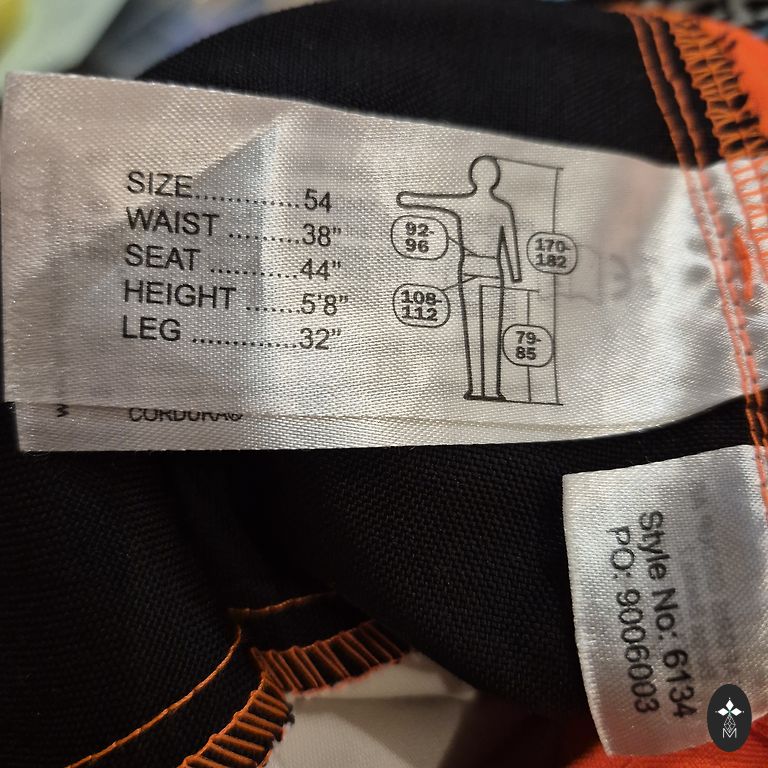 SIZE..............54
WAIST ..........38"
SEAT ............44"
HEIGHT .......5'8"
LEG ..............32"
92-
96
170-
182
108-
112
79-
85
CORDURA®
Style No: 6134
PO: 9006003
M